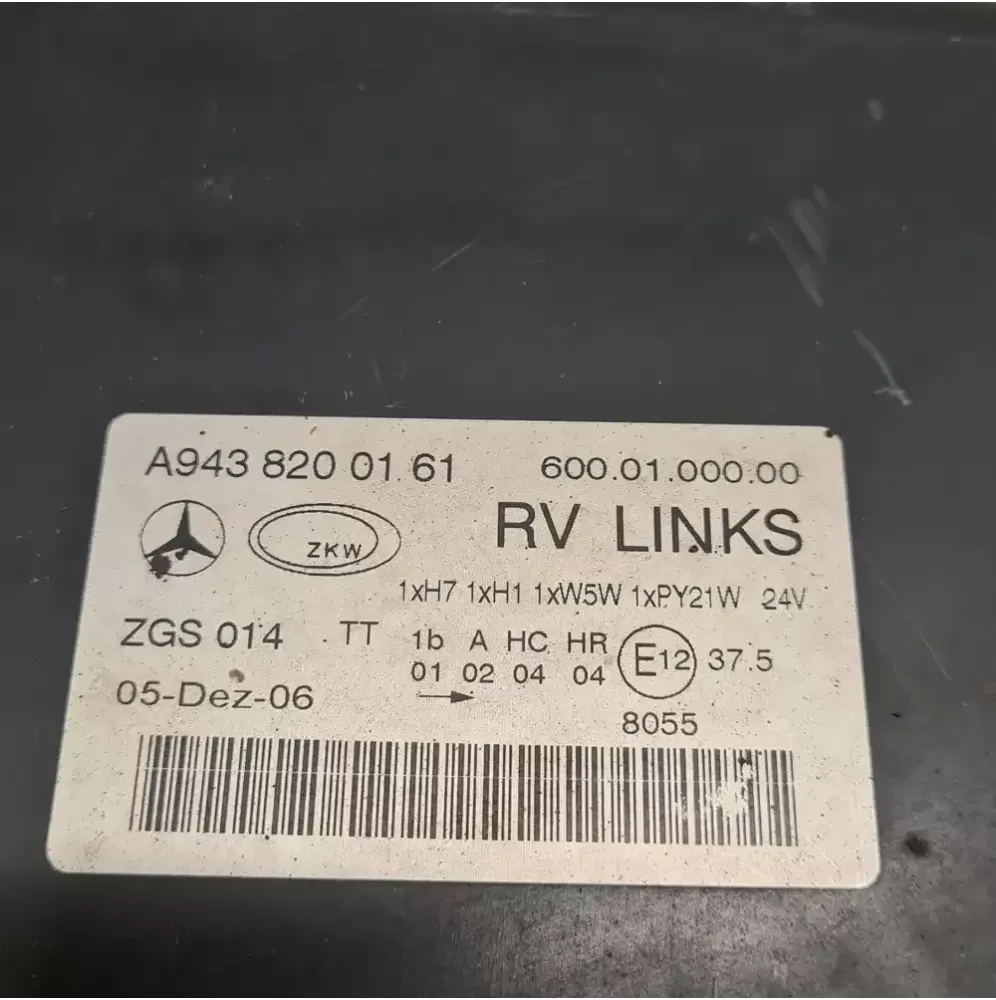 A943 820 01 61 600.01.000.00
ZKW RV LINKS
1xH7 1xH1 1xW5W 1xPY21W 24V
ZGS 014 TT 1b A HC HR E12 37.5
01 02 04 04
05-Dez-06 8055